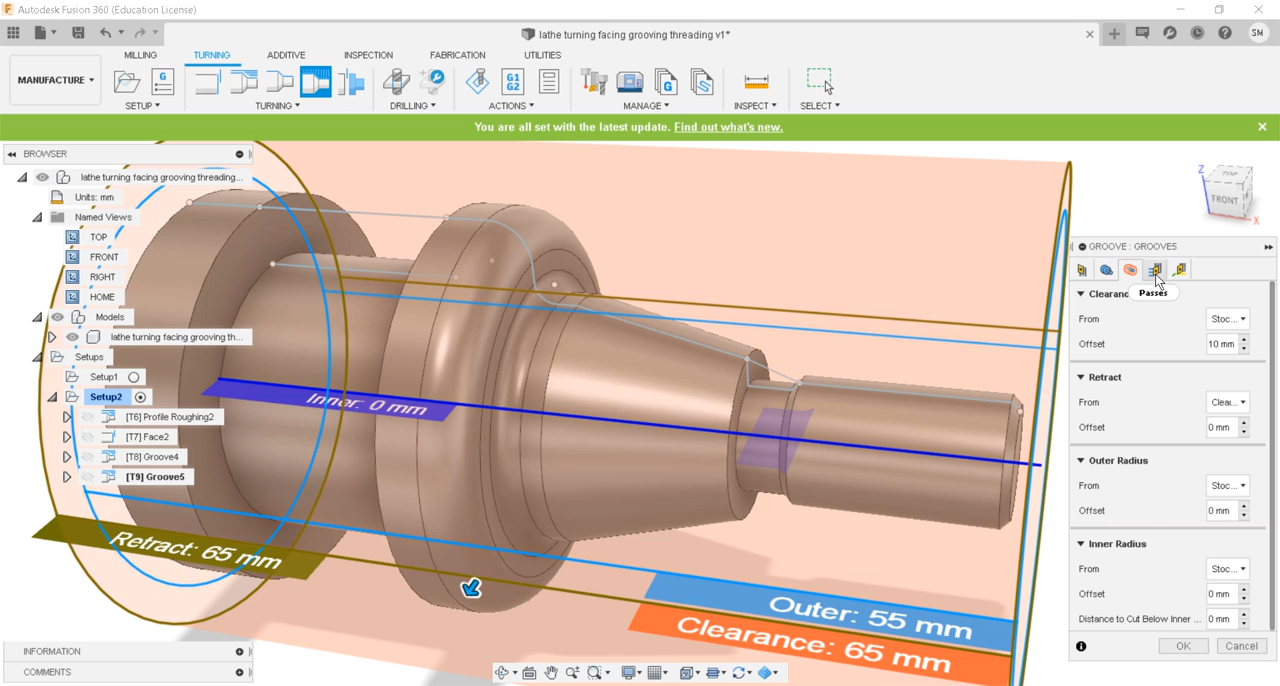 Autodesk Fusion 360 (Education License)
lathe turning facing grooving threading v1*
SM
MILLING TURNING ADDITIVE INSPECTION FABRICATION UTILITIES
MANUFACTURE
G
G1
G2
G
SETUP TURNING DRILLING ACTIONS MANAGE INSPECT SELECT
You are all set with the latest update. Find out what's new.
BROWSER
lathe turning facing grooving threading...
Units: mm
Named Views
TOP
FRONT
RIGHT
HOME
Models
lathe turning facing grooving th...
Setups
Setup1
Setup2
[T6] Profile Roughing2
[T7] Face2
[T8] Groove4
[T9] Groove5
Inner: 0 mm
Retract: 65 mm
Outer: 55 mm
Clearance: 65 mm
Z
TOP
FRONT
X
GROOVE : GROOVE5
Passes
Clearanc
From Stoc...
Offset 10 mm
Retract
From Clea...
Offset 0 mm
Outer Radius
From Stoc...
Offset 0 mm
Inner Radius
From Stoc...
Offset 0 mm
Distance to Cut Below Inner ... 0 mm
OK Cancel
INFORMATION
COMMENTS